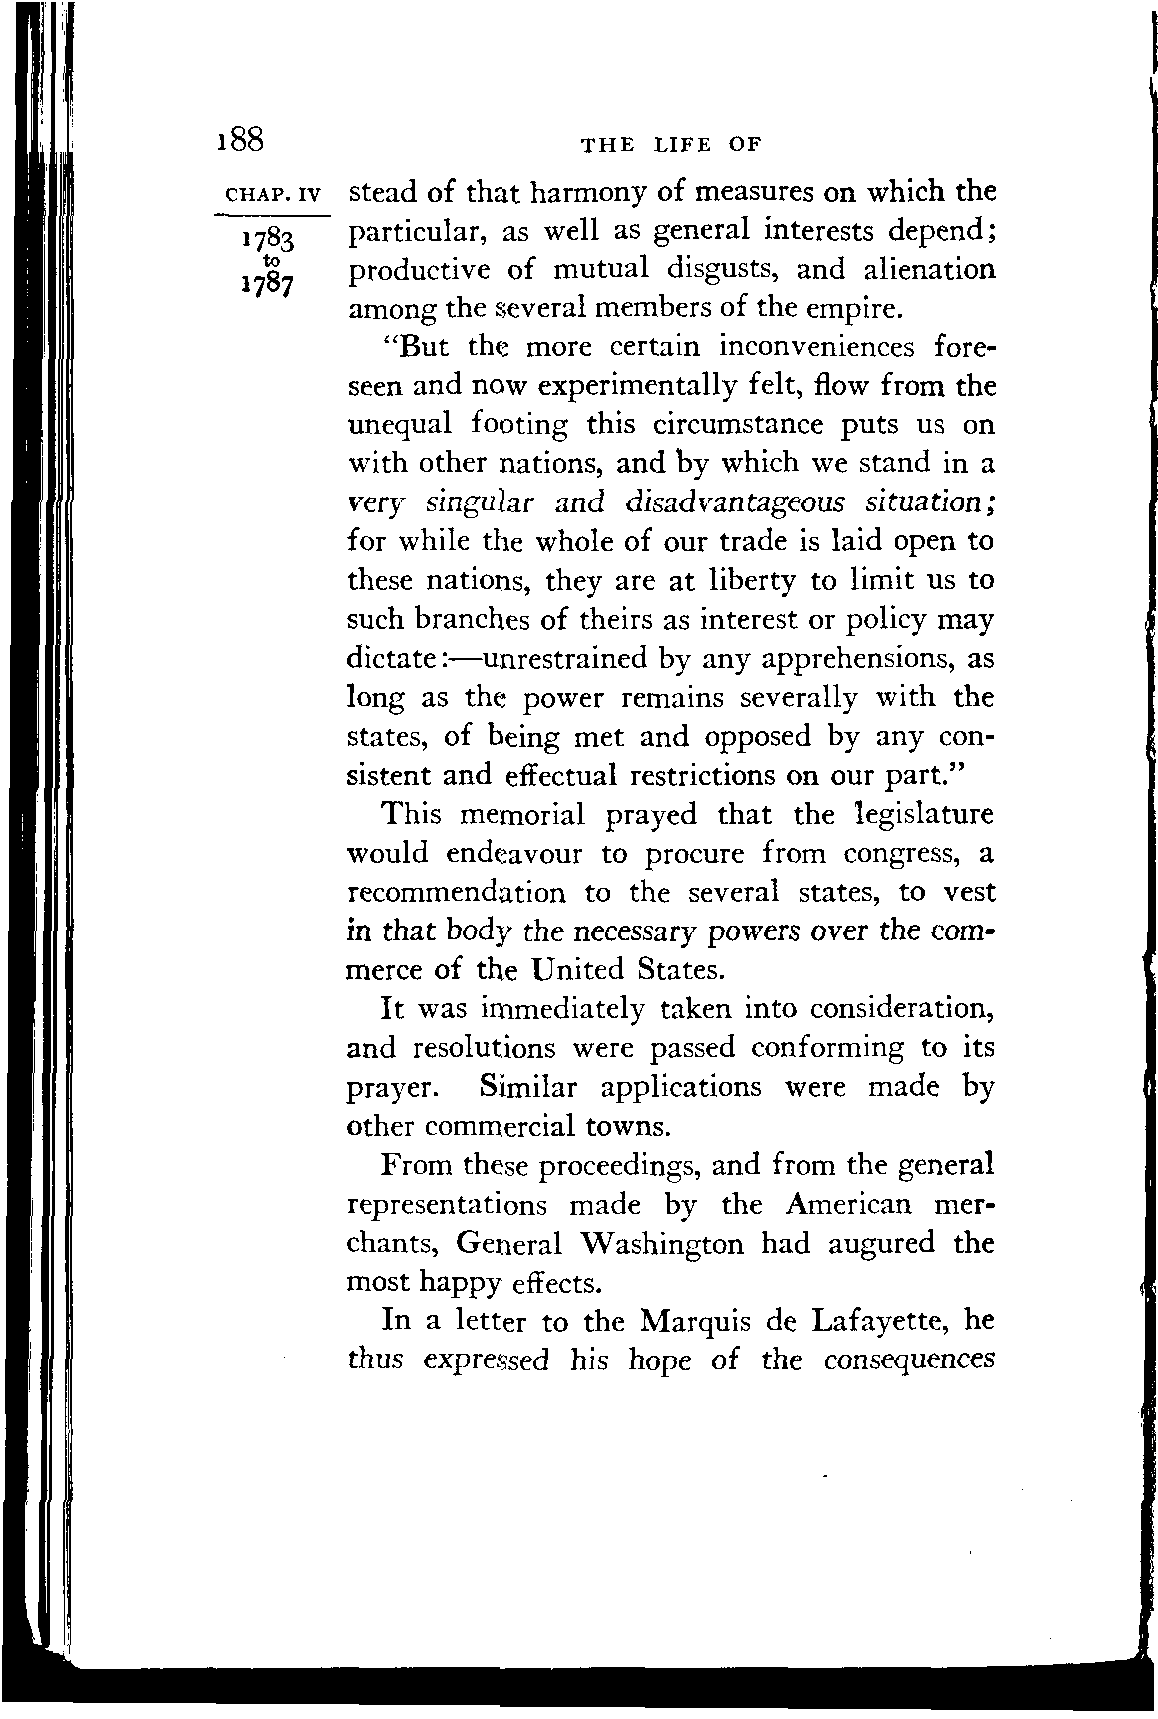 188 THE LIFE OF
CHAP. IV
1783
to
1787
stead of that harmony of measures on which the
particular, as well as general interests depend;
productive of mutual disgusts, and alienation
among the several members of the empire.
“But the more certain inconveniences fore-
seen and now experimentally felt, flow from the
unequal footing this circumstance puts us on
with other nations, and by which we stand in a
very singular and disadvantageous situation;
for while the whole of our trade is laid open to
these nations, they are at liberty to limit us to
such branches of theirs as interest or policy may
dictate:—unrestrained by any apprehensions, as
long as the power remains severally with the
states, of being met and opposed by any con-
sistent and effectual restrictions on our part.”
This memorial prayed that the legislature
would endeavour to procure from congress, a
recommendation to the several states, to vest
in that body the necessary powers over the com-
merce of the United States.
It was immediately taken into consideration,
and resolutions were passed conforming to its
prayer. Similar applications were made by
other commercial towns.
From these proceedings, and from the general
representations made by the American mer-
chants, General Washington had augured the
most happy effects.
In a letter to the Marquis de Lafayette, he
thus expressed his hope of the consequences